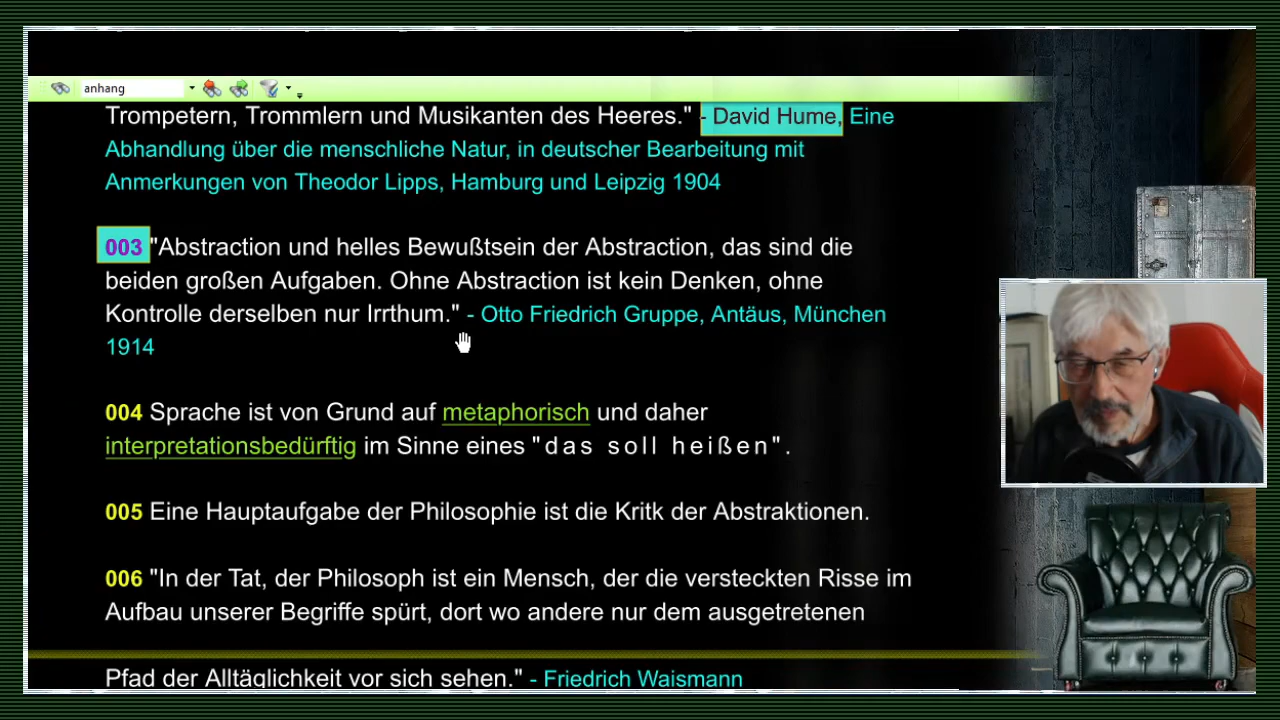 anhang
Trompetern, Trommlern und Musikanten des Heeres." - David Hume, Eine
Abhandlung über die menschliche Natur, in deutscher Bearbeitung mit
Anmerkungen von Theodor Lipps, Hamburg und Leipzig 1904
003 "Abstraction und helles Bewußtsein der Abstraction, das sind die
beiden großen Aufgaben. Ohne Abstraction ist kein Denken, ohne
Kontrolle derselben nur Irrthum." - Otto Friedrich Gruppe, Antäus, München
1914
004 Sprache ist von Grund auf metaphorisch und daher
interpretationsbedürftig im Sinne eines "das soll heißen".
005 Eine Hauptaufgabe der Philosophie ist die Kritk der Abstraktionen.
006 "In der Tat, der Philosoph ist ein Mensch, der die versteckten Risse im
Aufbau unserer Begriffe spürt, dort wo andere nur dem ausgetretenen
Pfad der Alltäglichkeit vor sich sehen." - Friedrich Waismann